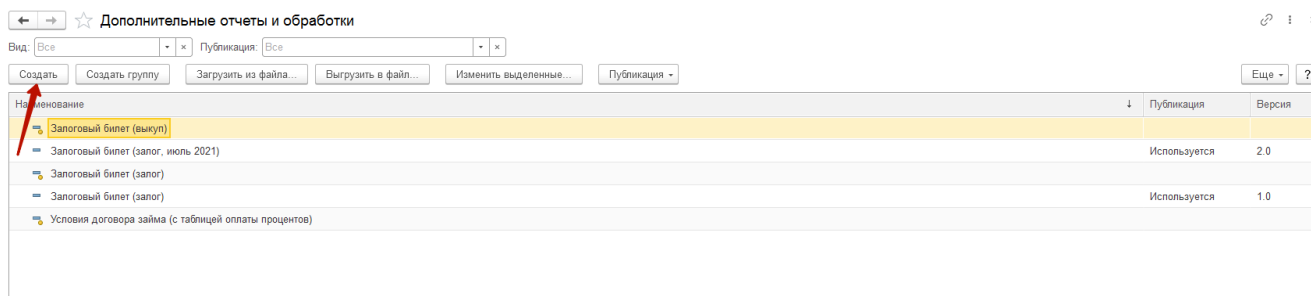 Дополнительные отчеты и обработки
Вид: Все Публикация: Все
Создать Создать группу Загрузить из файла... Выгрузить в файл... Изменить выделенные... Публикация Еще ?
Наименование ↓ Публикация Версия
Залоговый билет (выкуп)
Залоговый билет (залог, июль 2021) Используется 2.0
Залоговый билет (залог)
Залоговый билет (залог) Используется 1.0
Условия договора займа (с таблицей оплаты процентов)